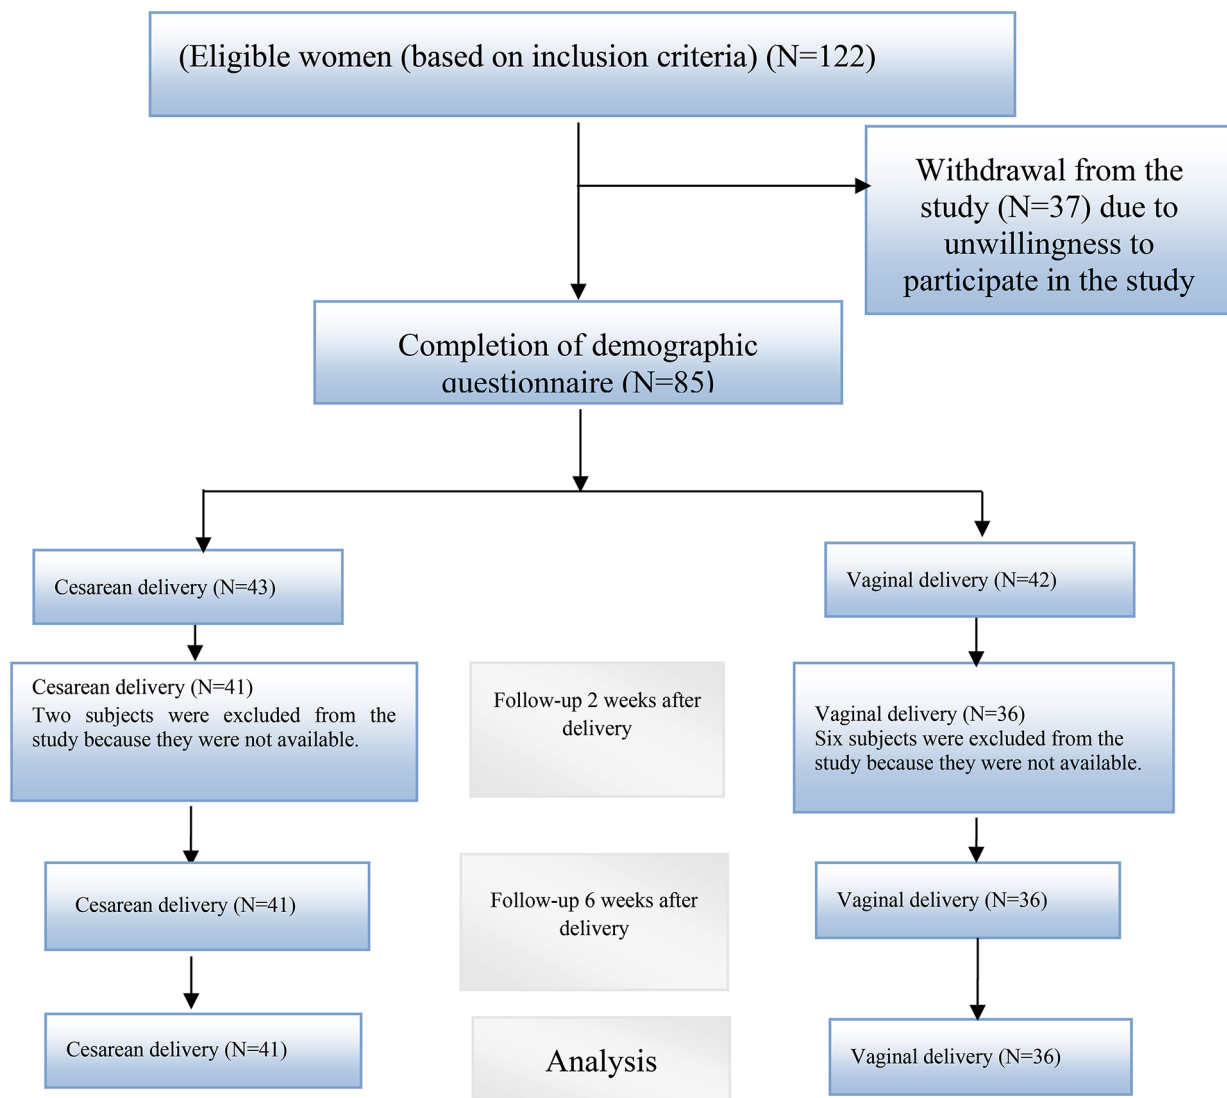 (Eligible women (based on inclusion criteria) (N=122)
Withdrawal from the
study (N=37) due to
unwillingness to
participate in the study
Completion of demographic
questionnaire (N=85)
Cesarean delivery (N=43)
Vaginal delivery (N=42)
Cesarean delivery (N=41)
Two subjects were excluded from the
study because they were not available.
Follow-up 2 weeks after
delivery
Vaginal delivery (N=36)
Six subjects were excluded from the
study because they were not available.
Cesarean delivery (N=41)
Follow-up 6 weeks after
delivery
Vaginal delivery (N=36)
Cesarean delivery (N=41)
Analysis
Vaginal delivery (N=36)